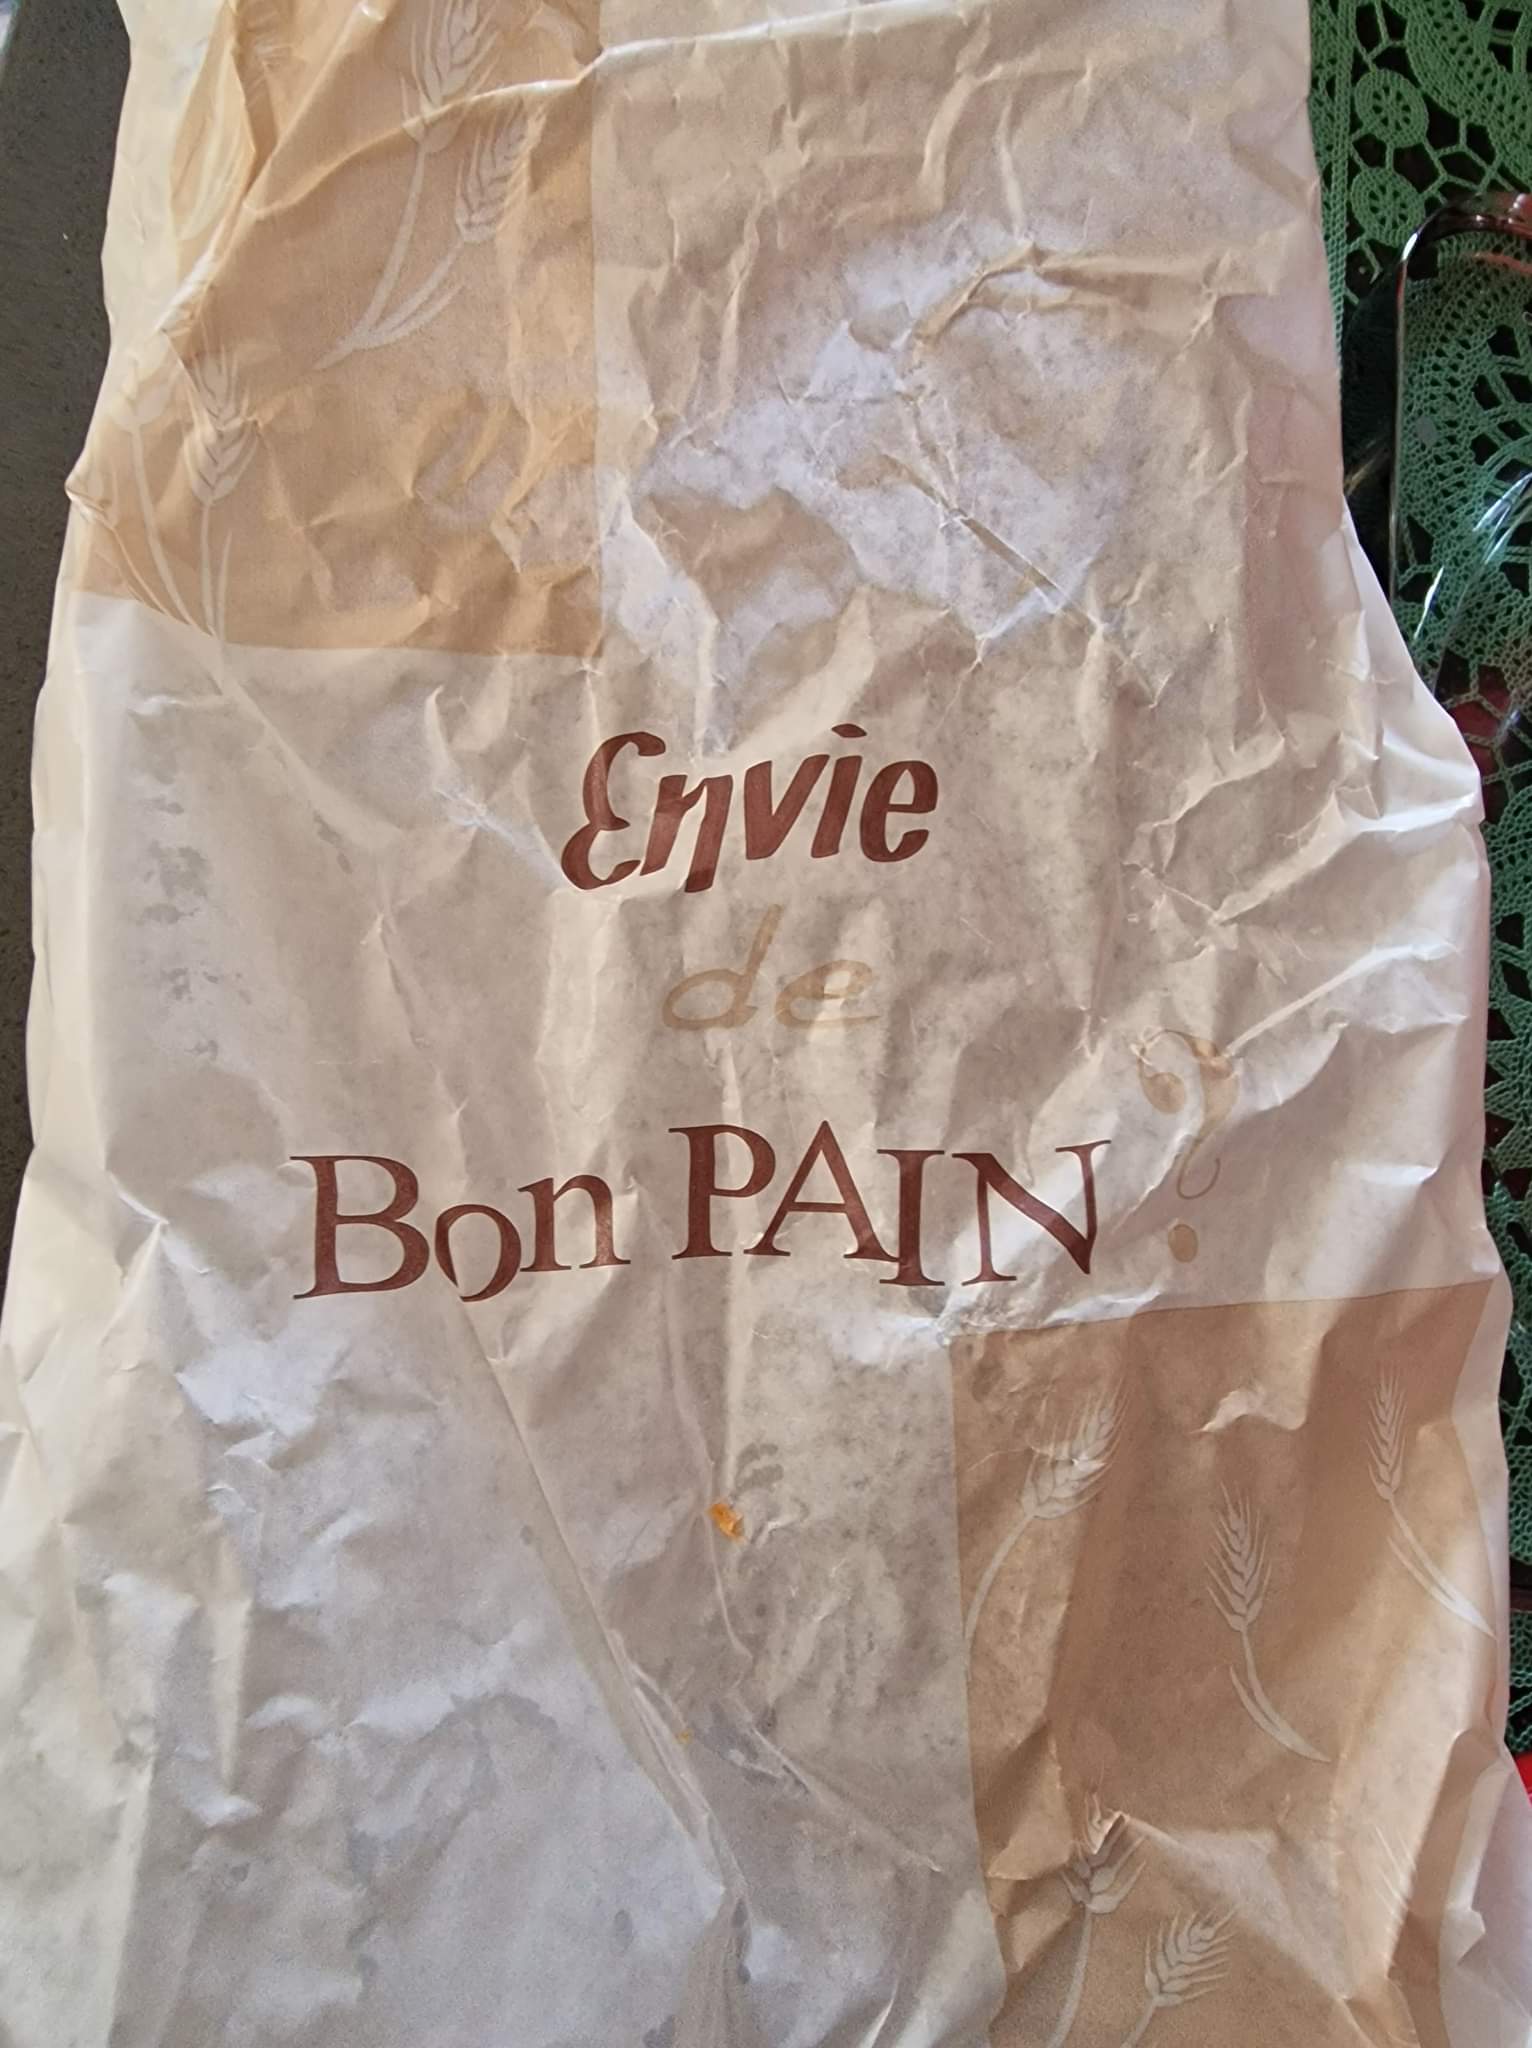 Envie
de
Bon PAIN ?